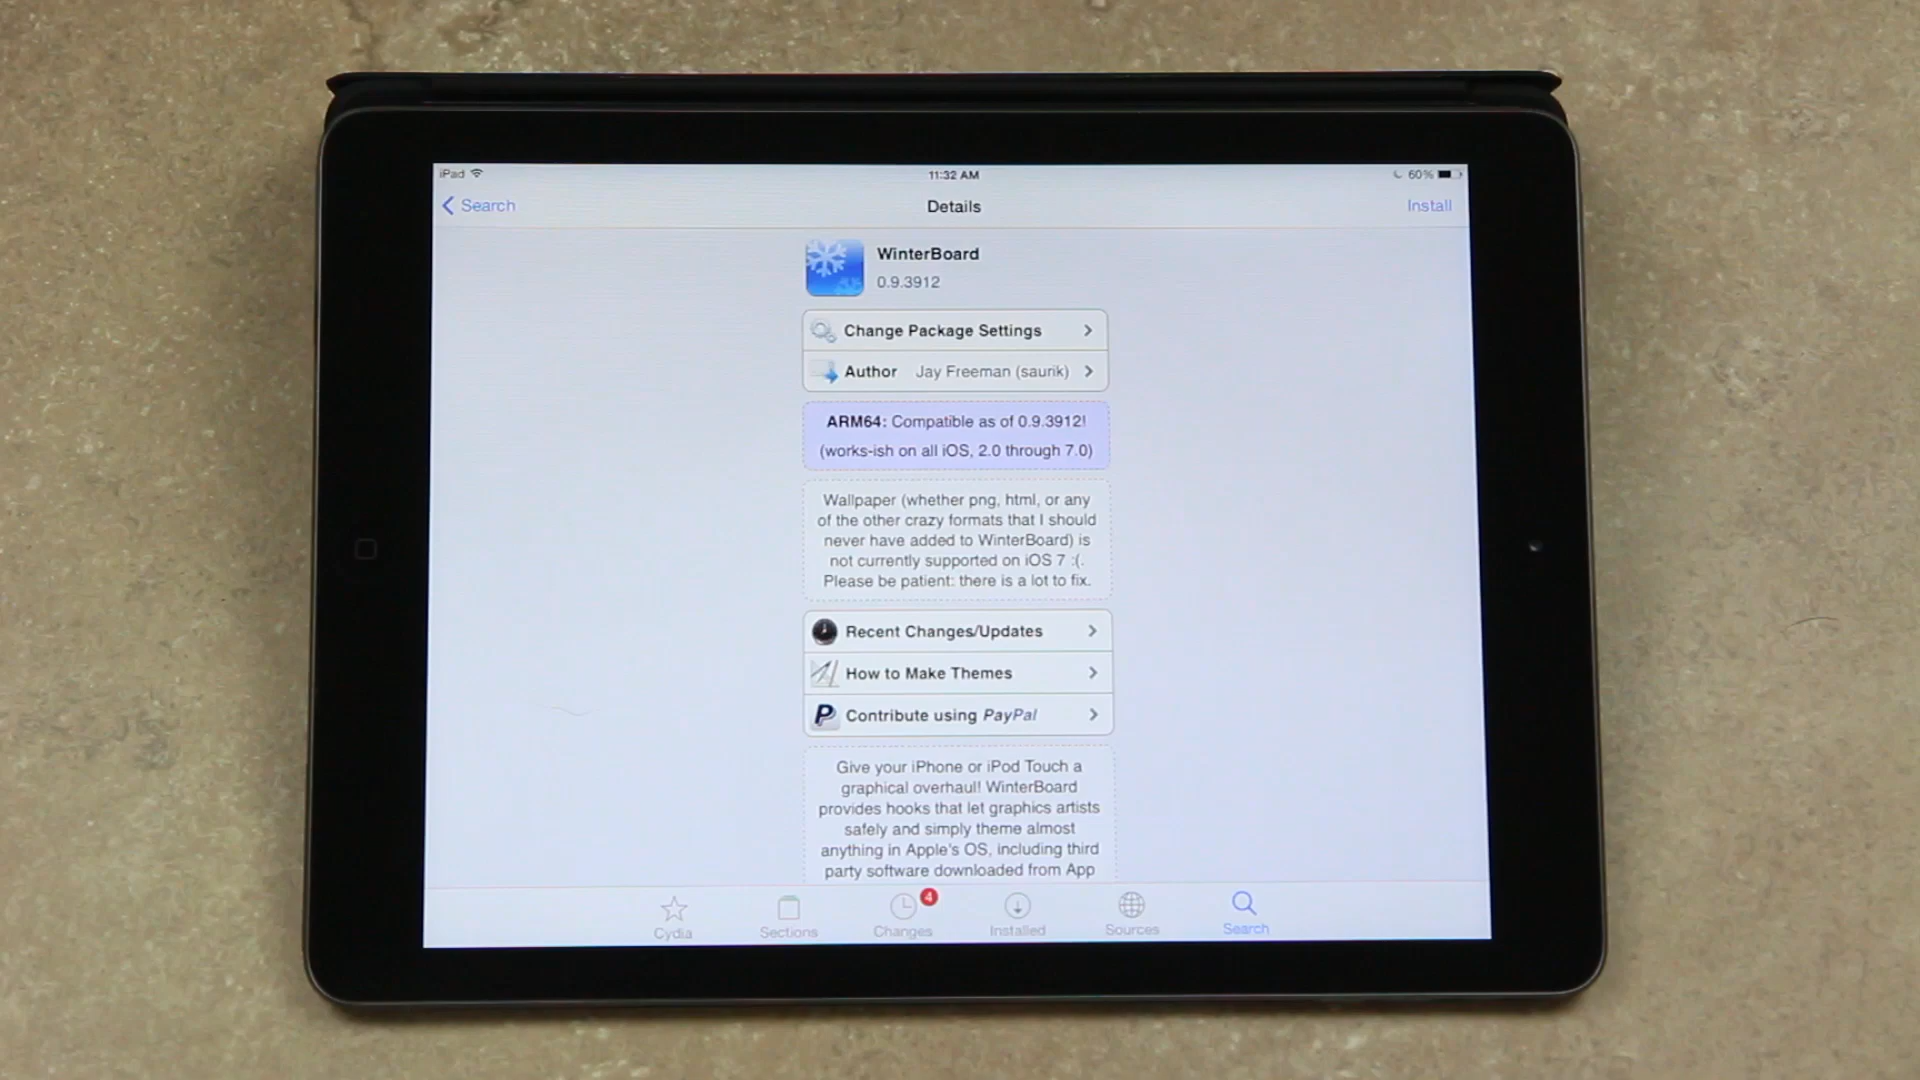 iPad
11:32 AM
60%
Search
Details
Install
WinterBoard
0.9.3912
Change Package Settings
Author Jay Freeman (saurik)
ARM64: Compatible as of 0.9.3912!
(works-ish on all iOS, 2.0 through 7.0)
Wallpaper (whether png, html, or any
of the other crazy formats that I should
never have added to WinterBoard) is
not currently supported on iOS 7 :(.
Please be patient: there is a lot to fix.
Recent Changes/Updates
How to Make Themes
P Contribute using PayPal
Give your iPhone or iPod Touch a
graphical overhaul! WinterBoard
provides hooks that let graphics artists
safely and simply theme almost
anything in Apple's OS, including third
party software downloaded from App
4
Cydia
Sections
Changes
Installed
Sources
Search